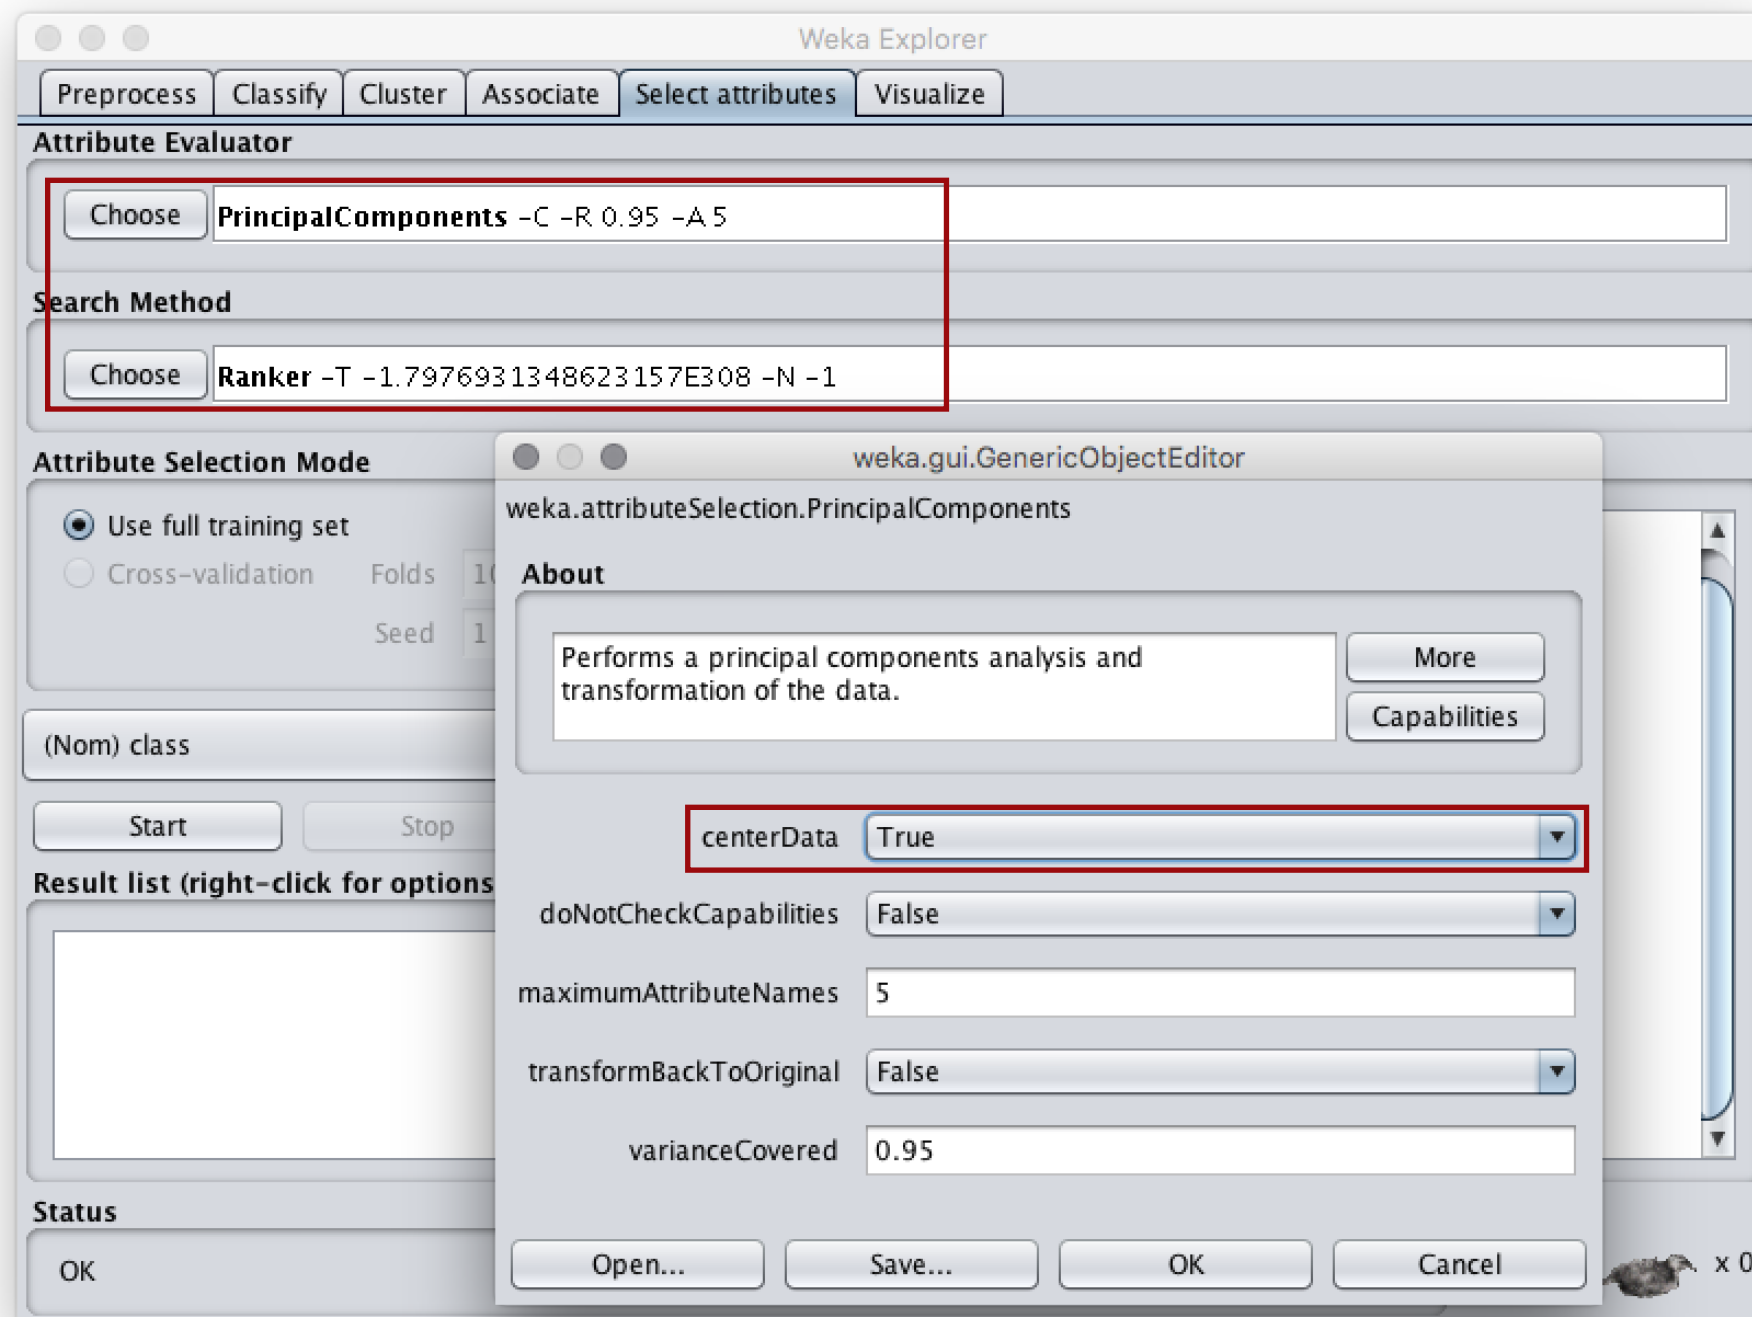 Weka Explorer
Preprocess Classify Cluster Associate Select attributes Visualize
Attribute Evaluator
Choose PrincipalComponents -C -R 0.95 -A 5
Search Method
Choose Ranker -T -1.7976931348623157E308 -N -1
Attribute Selection Mode
Use full training set
Cross-validation Folds 10
Seed 1
(Nom) class
Start Stop
Result list (right-click for options
Status
OK
weka.gui.GenericObjectEditor
weka.attributeSelection.PrincipalComponents
About
Performs a principal components analysis and
transformation of the data.
More
Capabilities
centerData True
doNotCheckCapabilities False
maximumAttributeNames 5
transformBackToOriginal False
varianceCovered 0.95
Open... Save... OK Cancel
x 0